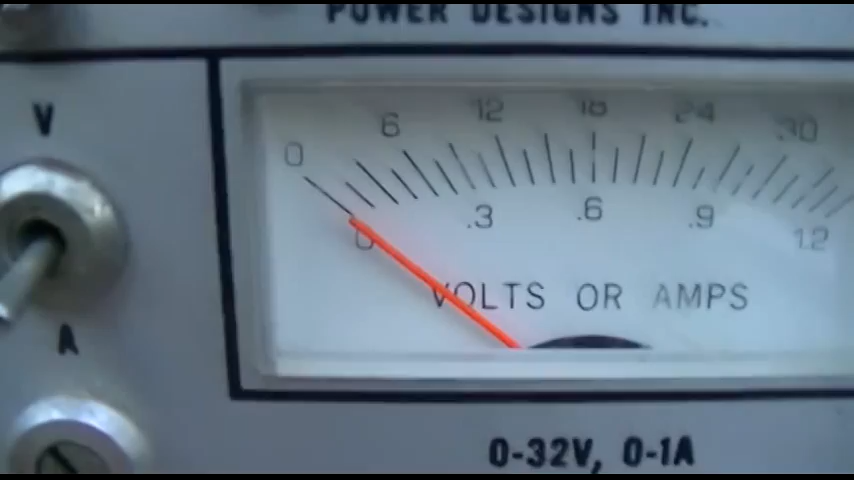 POWER DESIGNS INC.
V
0 6 12 18 24 30
0 .3 .6 .9 1.2
VOLTS OR AMPS
A
0-32V, 0-1A